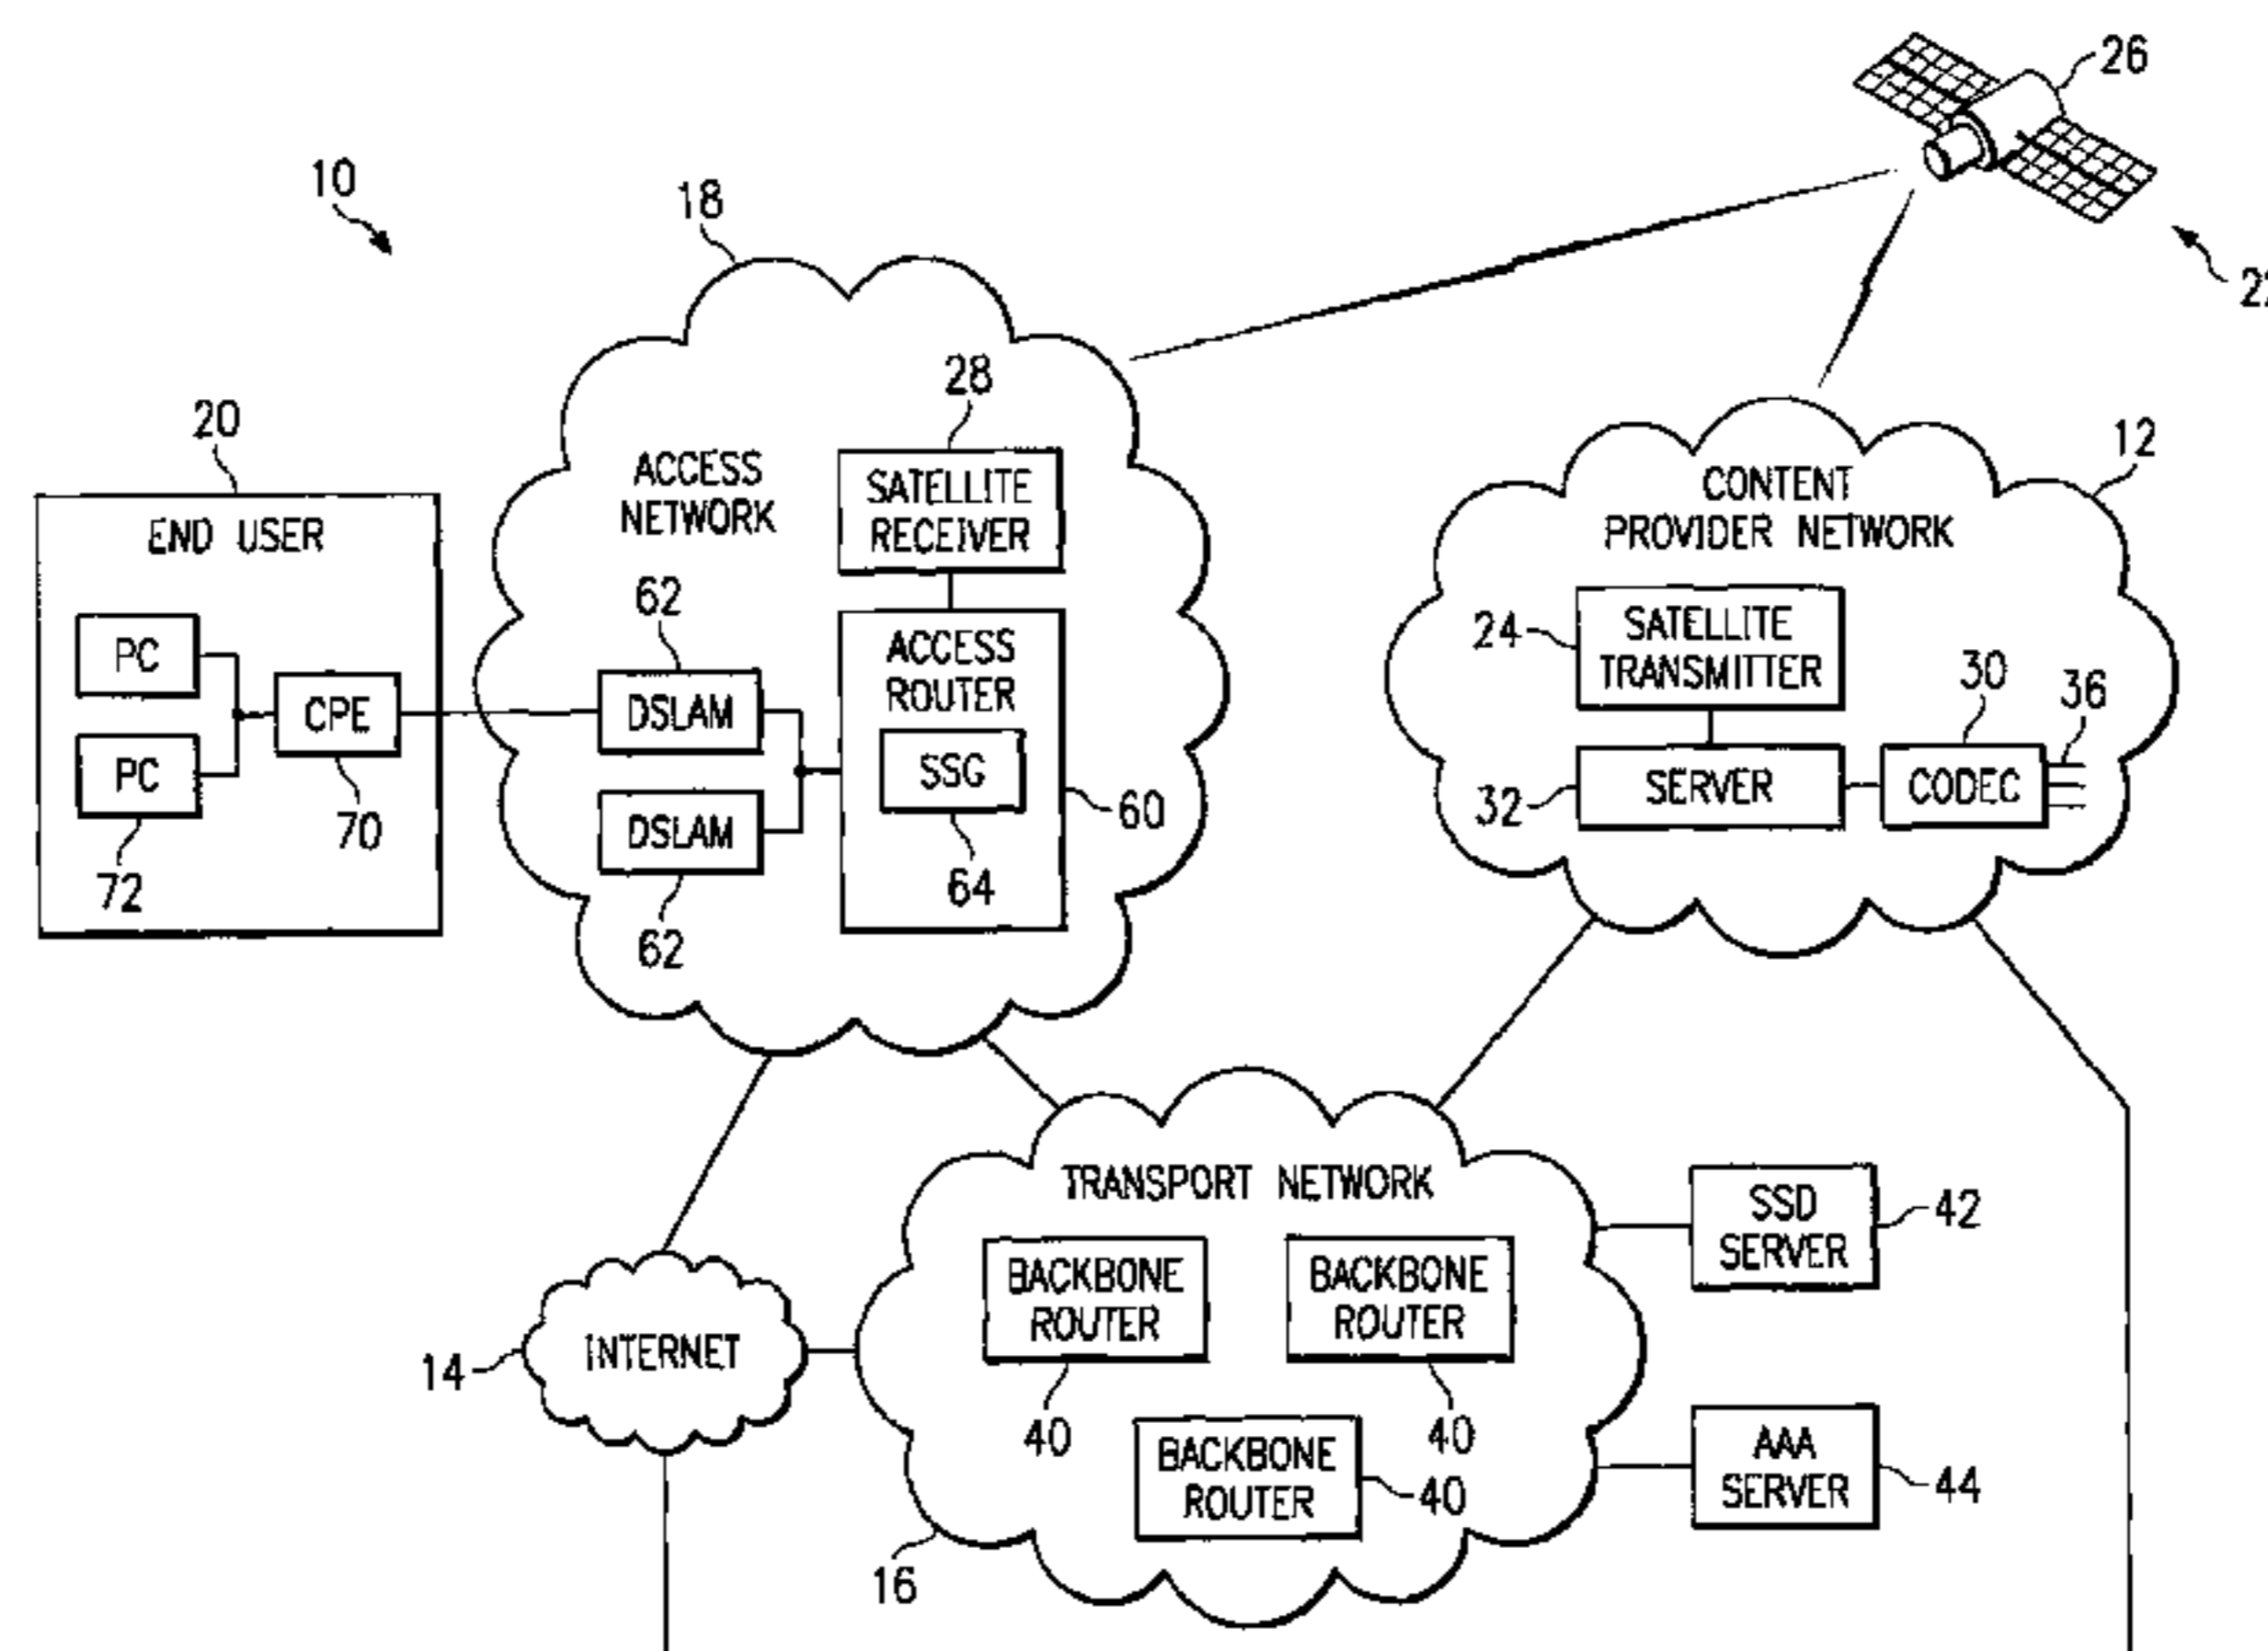 26
10
18
22
28
20
12
ACCESS
NETWORK
SATELLITE
RECEIVER
CONTENT
PROVIDER NETWORK
END USER
62
24
SATELLITE
TRANSMITTER
30
36
PC
CPE
DSLAM
ACCESS
ROUTER
PC
SSG
32
SERVER
CODEC
60
70
DSLAM
72
64
62
TRANSPORT NETWORK
SSD
SERVER
42
BACKBONE
ROUTER
BACKBONE
ROUTER
14
INTERNET
40
40
BACKBONE
ROUTER
40
AAA
SERVER
44
16